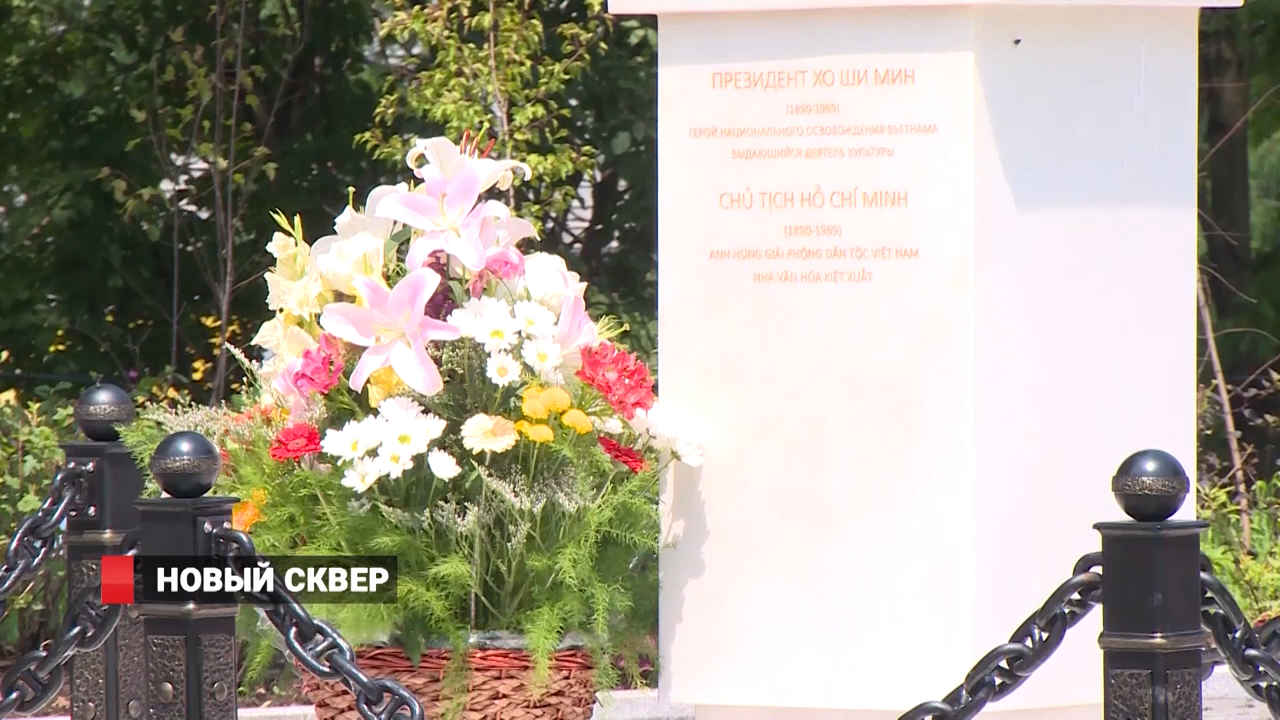 ПРЕЗИДЕНТ ХО ШИ МИН
(1890-1969)
ГЕРОЙ НАЦИОНАЛЬНОГО ОСВОБОЖДЕНИЯ ВЬЕТНАМА
ВЫДАЮЩИЙСЯ ДЕЯТЕЛЬ КУЛЬТУРЫ
CHỦ TỊCH HỒ CHÍ MINH
(1890-1969)
ANH HÙNG GIẢI PHÓNG DÂN TỘC VIỆT NAM
NHÀ VĂN HÓA KIỆT XUẤT
НОВЫЙ СКВЕР